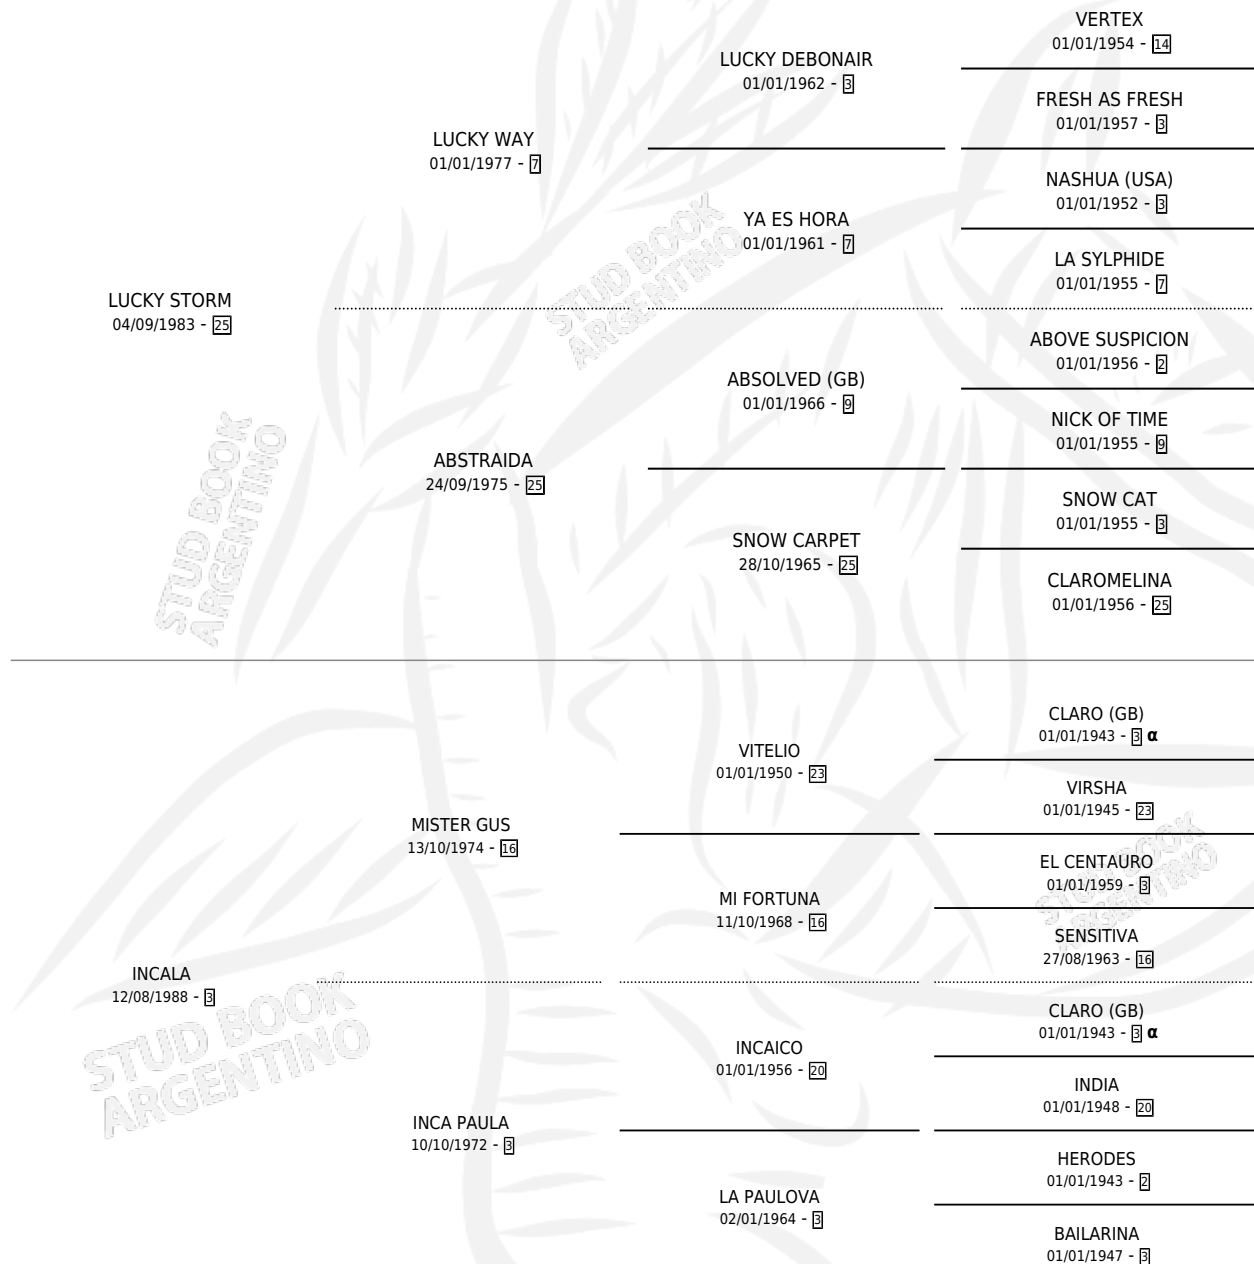 VERTEX
01/01/1954 - 14
LUCKY DEBONAIR
01/01/1962 - 3
FRESH AS FRESH
01/01/1957 - 3
LUCKY WAY
01/01/1977 - 7
NASHUA (USA)
01/01/1952 - 3
YA ES HORA
01/01/1961 - 7
LA SYLPHIDE
01/01/1955 - 7
STUD BOOK
ARGENTINO
LUCKY STORM
04/09/1983 - 25
ABOVE SUSPICION
01/01/1956 - 2
ABSOLVED (GB)
01/01/1966 - 9
NICK OF TIME
01/01/1955 - 9
ABSTRAIDA
24/09/1975 - 25
SNOW CAT
01/01/1955 - 3
SNOW CARPET
28/10/1965 - 25
CLAROMELINA
01/01/1956 - 25
STUD BOOK
ARGENTINO
CLARO (GB)
01/01/1943 - 3 α
VITELIO
01/01/1950 - 23
VIRSHA
01/01/1945 - 23
MISTER GUS
13/10/1974 - 16
EL CENTAURO
01/01/1959 - 3
MI FORTUNA
11/10/1968 - 16
SENSITIVA
27/08/1963 - 16
STUD BOOK
ARGENTINO
INCALA
12/08/1988 - 3
CLARO (GB)
01/01/1943 - 3 α
INCAICO
01/01/1956 - 20
INDIA
01/01/1948 - 20
STUD BOOK
ARGENTINO
INCA PAULA
10/10/1972 - 3
HERODES
01/01/1943 - 2
LA PAULOVA
02/01/1964 - 3
BAILARINA
01/01/1947 - 3